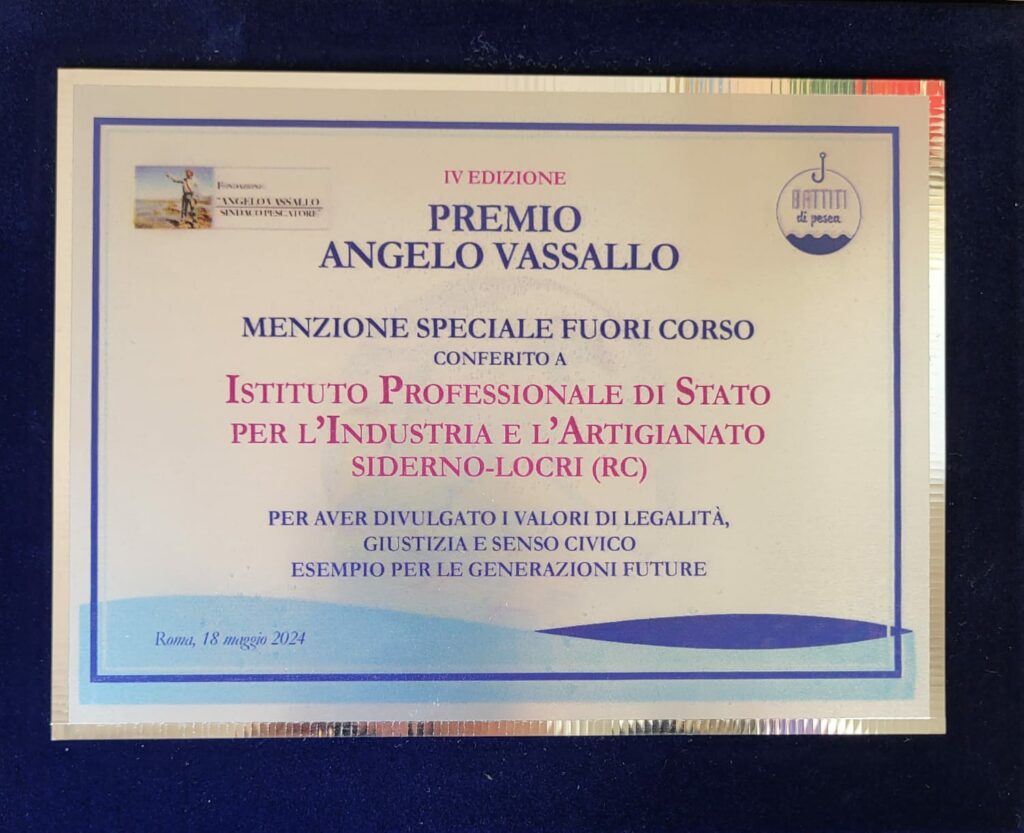 IV EDIZIONE
FONDAZIONE
"ANGELO VASSALLO
SINDACO PESCATORE"
BATTITI
di pesca
PREMIO
ANGELO VASSALLO
MENZIONE SPECIALE FUORI CORSO
CONFERITO A
ISTITUTO PROFESSIONALE DI STATO
PER L'INDUSTRIA E L'ARTIGIANATO
SIDERNO-LOCRI (RC)
PER AVER DIVULGATO I VALORI DI LEGALITÀ,
GIUSTIZIA E SENSO CIVICO
ESEMPIO PER LE GENERAZIONI FUTURE
Roma, 18 maggio 2024